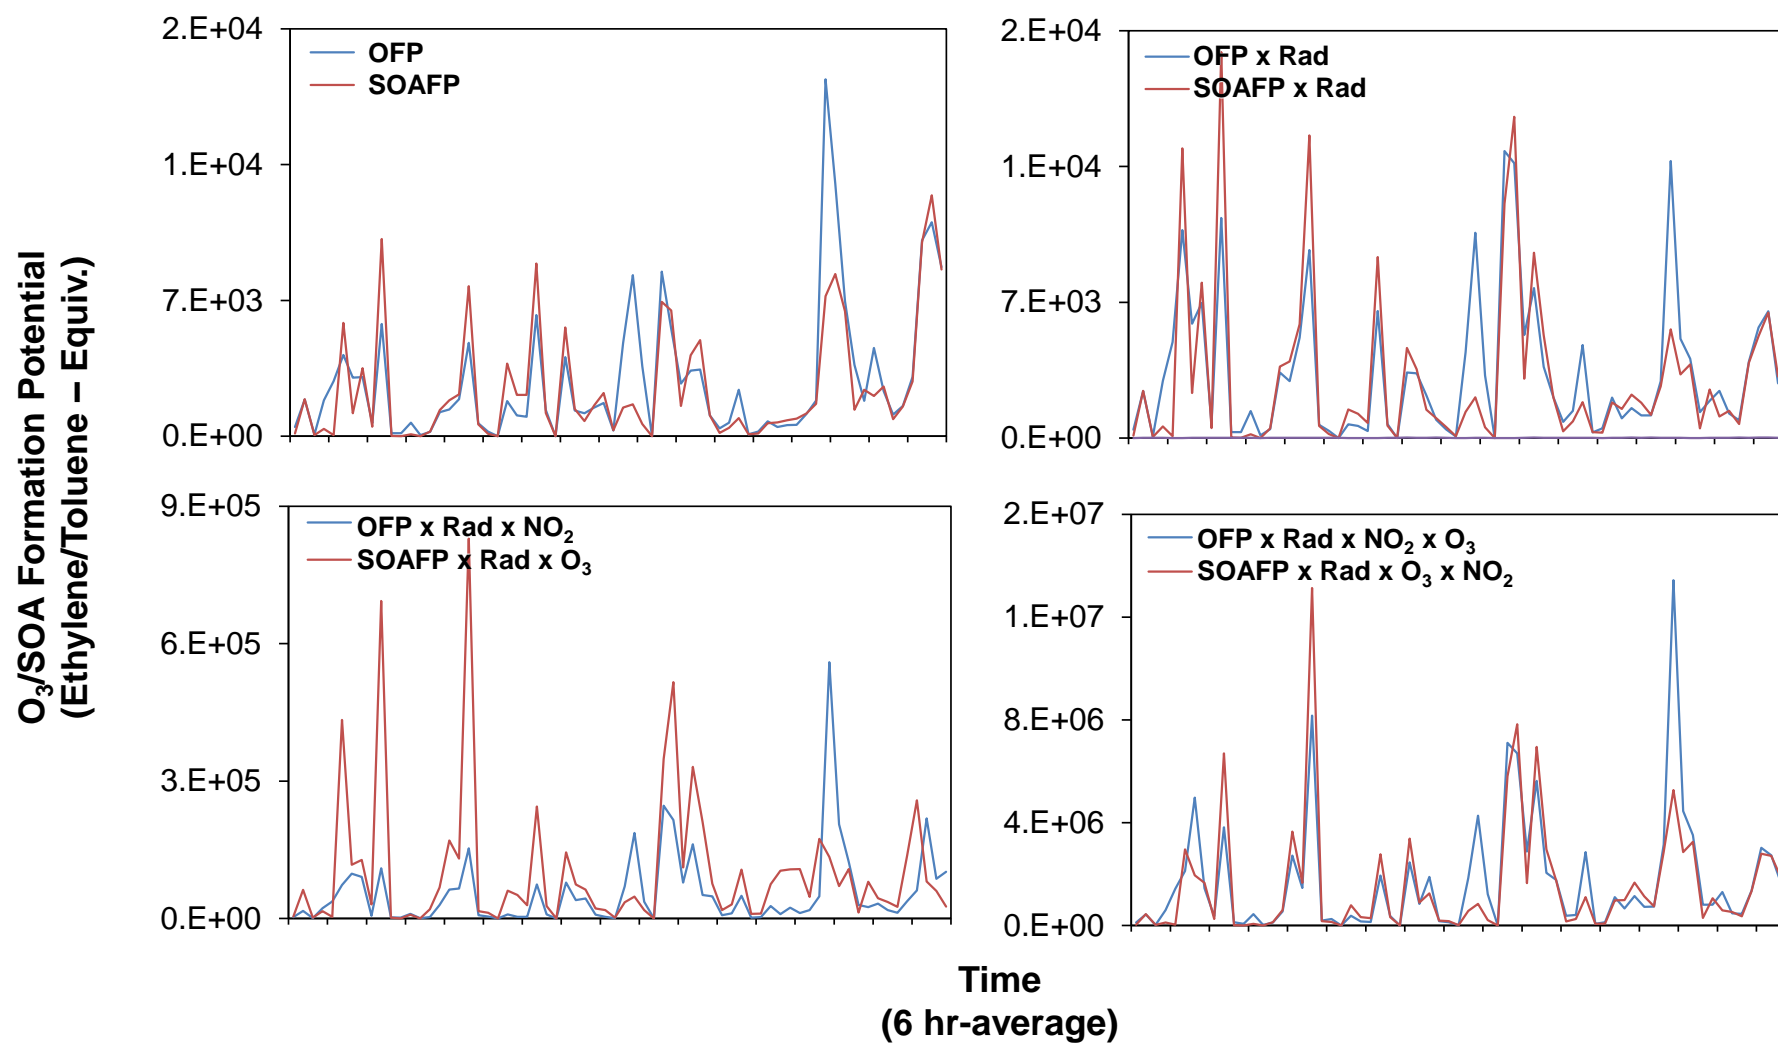 O₃/SOA Formation Potential
(Ethylene/Toluene – Equiv.)
2.E+04
1.E+04
7.E+03
0.E+00
OFP
SOAFP
2.E+04
1.E+04
7.E+03
0.E+00
OFP x Rad
SOAFP x Rad
9.E+05
6.E+05
3.E+05
0.E+00
OFP x Rad x NO₂
SOAFP x Rad x O₃
2.E+07
1.E+07
8.E+06
4.E+06
0.E+00
OFP x Rad x NO₂ x O₃
SOAFP x Rad x O₃ x NO₂
Time
(6 hr-average)